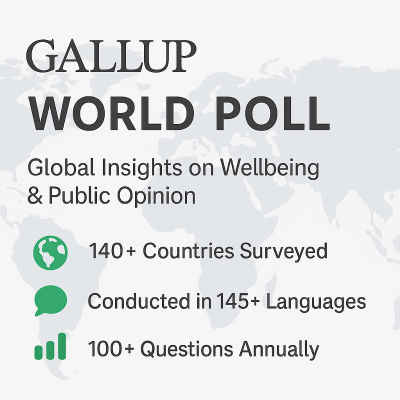 GALLUP
WORLD POLL
Global Insights on Wellbeing
& Public Opinion
140+ Countries Surveyed
Conducted in 145+ Languages
100+ Questions Annually